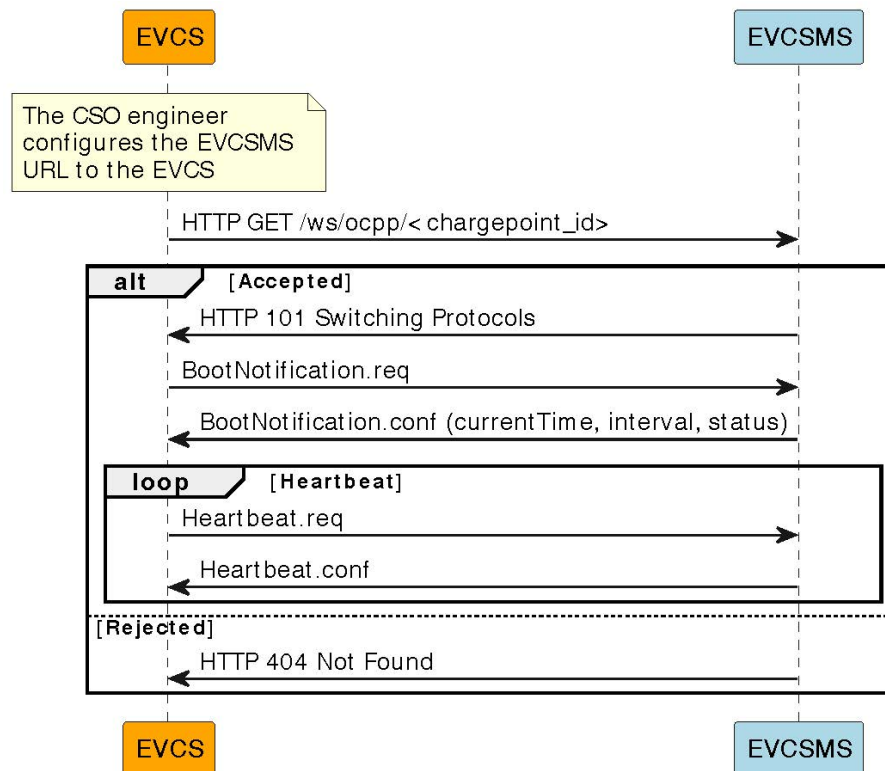 EVCS
EVCSMS
The CSO engineer
configures the EVCSMS
URL to the EVCS
HTTP GET /ws/ocpp/< chargepoint_id>
alt [Accepted]
HTTP 101 Switching Protocols
BootNotification.req
BootNotification.conf (currentTime, interval, status)
loop [Heartbeat]
Heartbeat.req
Heartbeat.conf
[Rejected]
HTTP 404 Not Found
EVCS
EVCSMS